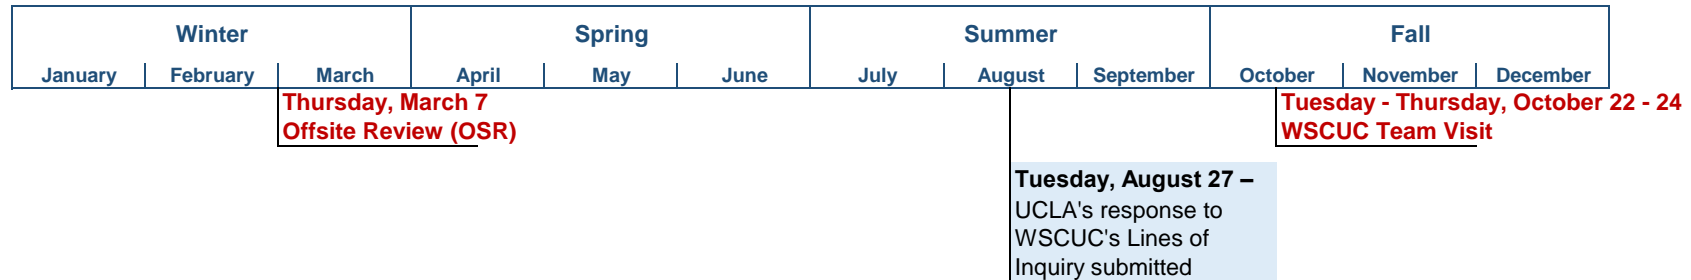 Winter Spring Summer Fall
January February March April May June July August September October November December
Thursday, March 7
Offsite Review (OSR)
Tuesday - Thursday, October 22 - 24
WSCUC Team Visit
Tuesday, August 27 –
UCLA's response to
WSCUC's Lines of
Inquiry submitted